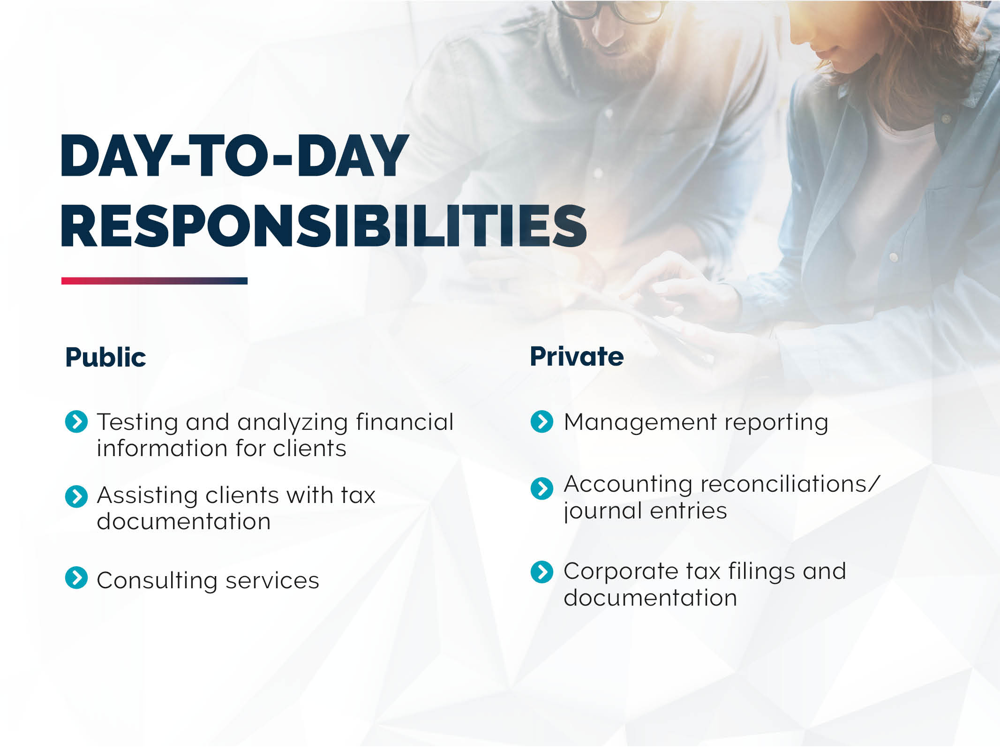 DAY-TO-DAY
RESPONSIBILITIES
Public
Testing and analyzing financial
information for clients
Assisting clients with tax
documentation
Consulting services
Private
Management reporting
Accounting reconciliations/
journal entries
Corporate tax filings and
documentation